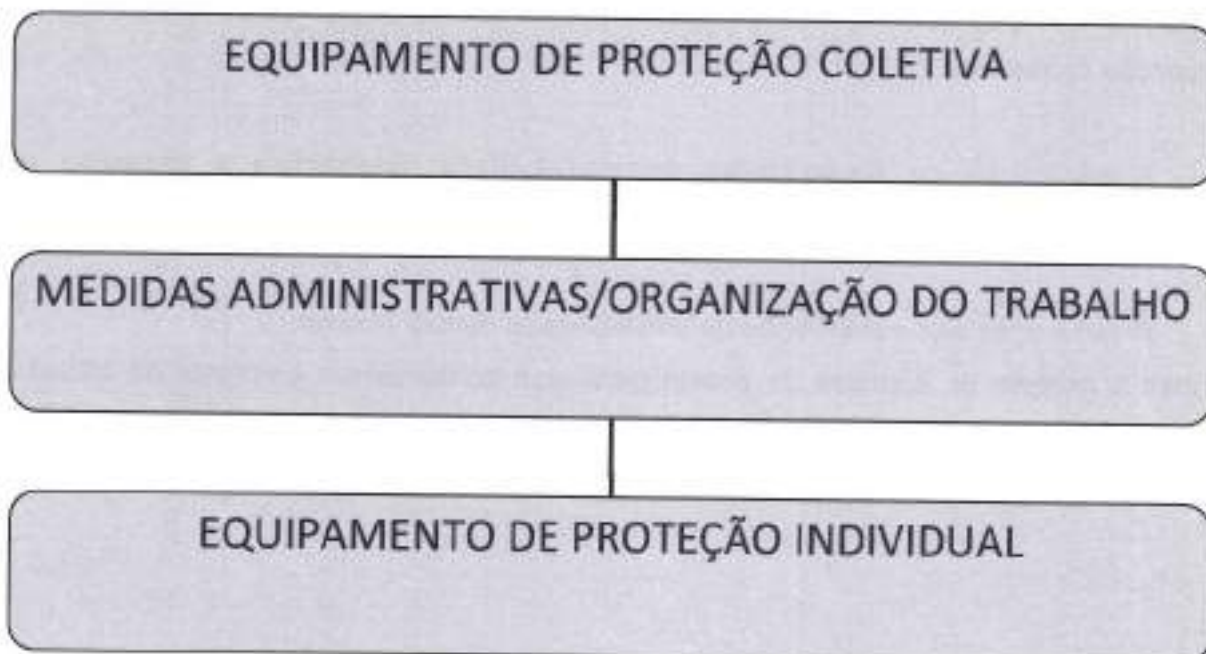 EQUIPAMENTO DE PROTEÇÃO COLETIVA
MEDIDAS ADMINISTRATIVAS/ORGANIZAÇÃO DO TRABALHO
EQUIPAMENTO DE PROTEÇÃO INDIVIDUAL